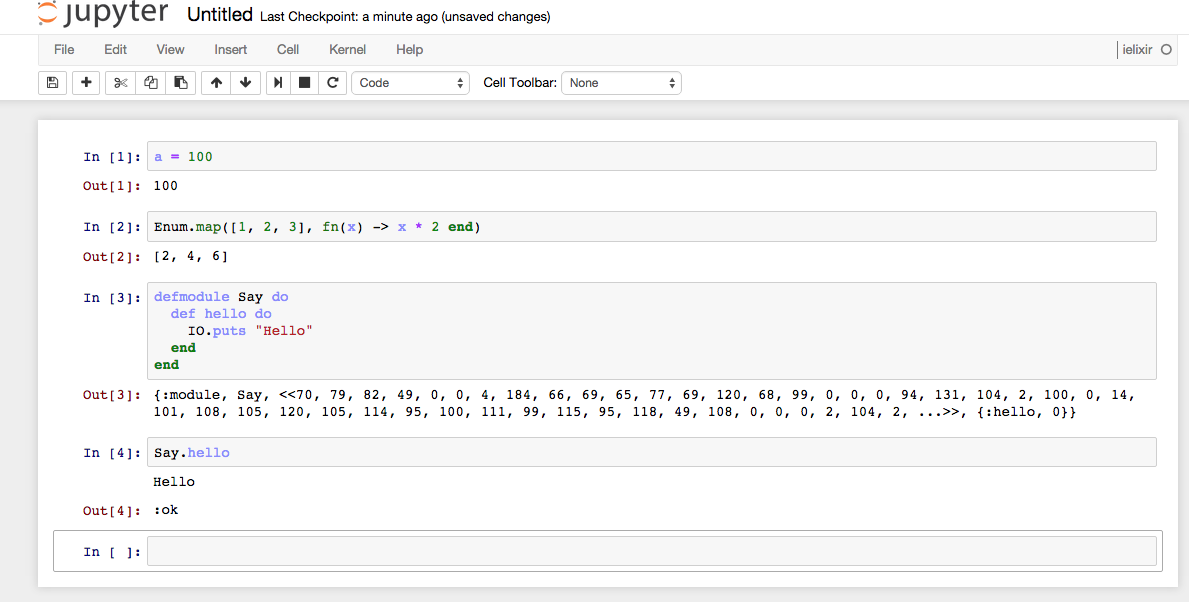 jupyter Untitled Last Checkpoint: a minute ago (unsaved changes)
File Edit View Insert Cell Kernel Help ielixir
Code Cell Toolbar: None
In [1]: a = 100
Out[1]: 100
In [2]: Enum.map([1, 2, 3], fn(x) -> x * 2 end)
Out[2]: [2, 4, 6]
In [3]: defmodule Say do
  def hello do
    IO.puts "Hello"
  end
end
Out[3]: {:module, Say, <<70, 79, 82, 49, 0, 0, 4, 184, 66, 69, 65, 77, 69, 120, 68, 99, 0, 0, 0, 94, 131, 104, 2, 100, 0, 14,
101, 108, 105, 120, 105, 114, 95, 100, 111, 99, 115, 95, 118, 49, 108, 0, 0, 0, 2, 104, 2, ...>>, {:hello, 0}}
In [4]: Say.hello
Hello
Out[4]: :ok
In [ ]: